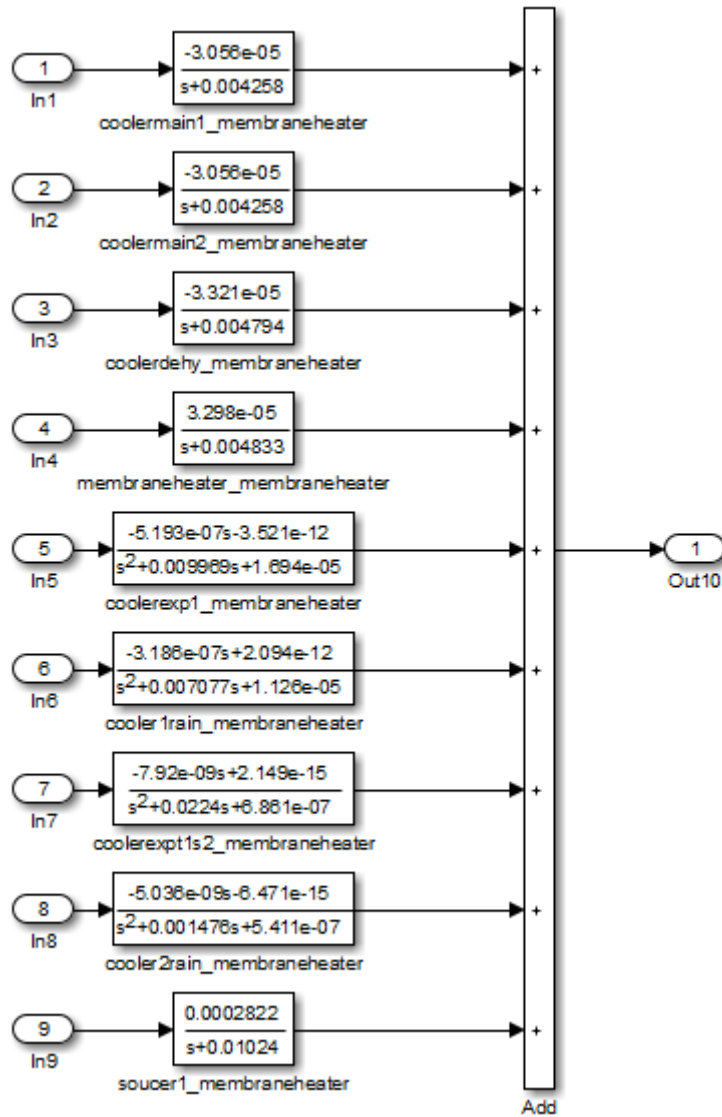 1
-3.056e-05
s+0.004258
+
In1
coolermain1_membraneheater
2
-3.056e-05
s+0.004258
+
In2
coolermain2_membraneheater
3
-3.321e-05
s+0.004794
+
In3
coolerdehy_membraneheater
4
3.298e-05
s+0.004833
+
In4
membraneheater_membraneheater
5
-5.193e-07s-3.521e-12
s²+0.009969s+1.694e-05
+
1
In5
coolerexp1_membraneheater
Out10
6
-3.186e-07s+2.094e-12
s²+0.007077s+1.126e-05
+
In6
cooler1rain_membraneheater
7
-7.92e-09s+2.149e-15
s²+0.0224s+6.861e-07
+
In7
coolerexpt1s2_membraneheater
8
-5.036e-09s-6.471e-15
s²+0.001476s+5.411e-07
+
In8
cooler2rain_membraneheater
9
0.0002822
s+0.01024
+
In9
soucer1_membraneheater
Add